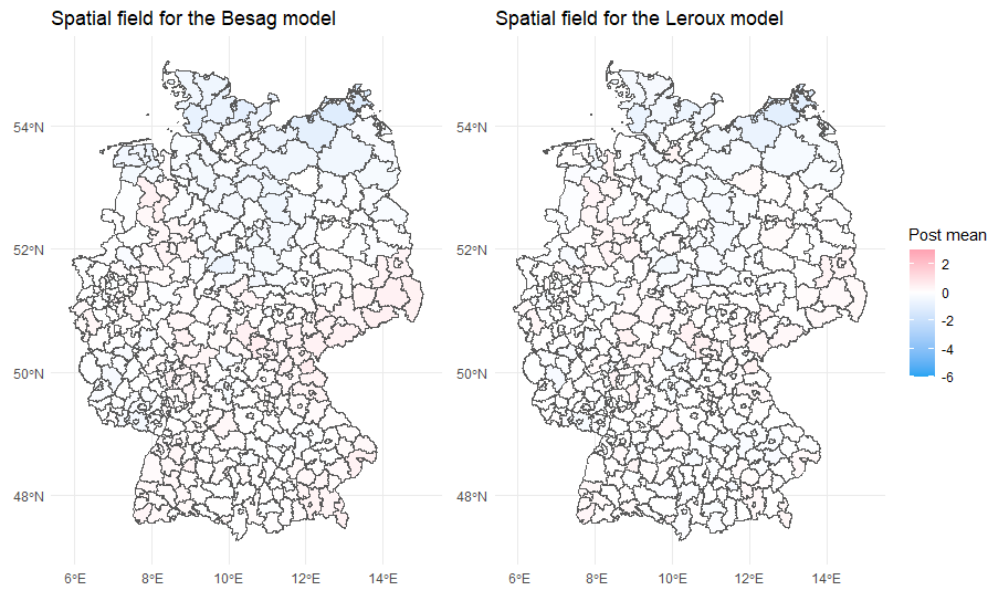 Spatial field for the Besag model
Spatial field for the Leroux model
54°N
52°N
50°N
48°N
6°E
8°E
10°E
12°E
14°E
54°N
52°N
50°N
48°N
6°E
8°E
10°E
12°E
14°E
Post mean
2
0
-2
-4
-6